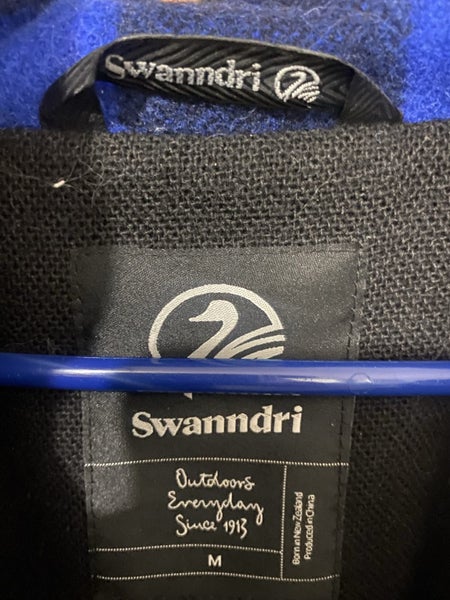 Swanndri
Swanndri
Outdoors
Everyday
Since 1913
M
Born in New Zealand
Produced in China